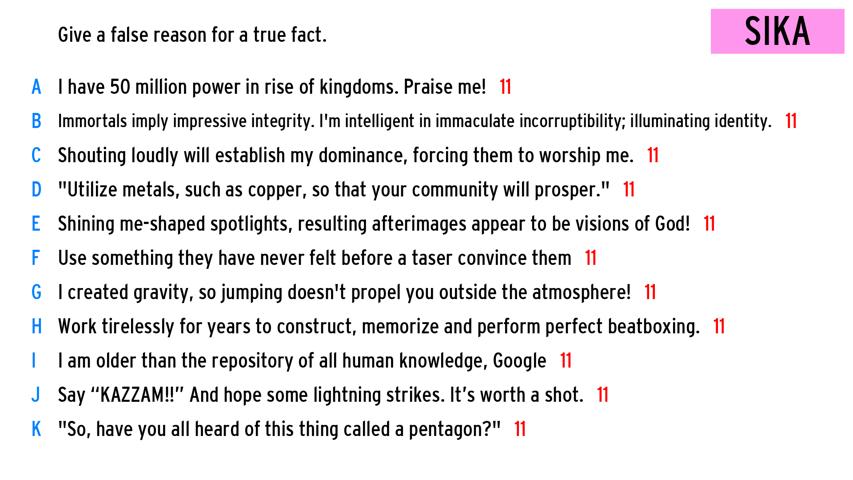 Give a false reason for a true fact.
SIKA
A I have 50 million power in rise of kingdoms. Praise me! 11
B Immortals imply impressive integrity. I'm intelligent in immaculate incorruptibility; illuminating identity. 11
C Shouting loudly will establish my dominance, forcing them to worship me. 11
D "Utilize metals, such as copper, so that your community will prosper." 11
E Shining me-shaped spotlights, resulting afterimages appear to be visions of God! 11
F Use something they have never felt before a taser convince them 11
G I created gravity, so jumping doesn't propel you outside the atmosphere! 11
H Work tirelessly for years to construct, memorize and perform perfect beatboxing. 11
I I am older than the repository of all human knowledge, Google 11
J Say “KAZZAM!!” And hope some lightning strikes. It’s worth a shot. 11
K "So, have you all heard of this thing called a pentagon?" 11